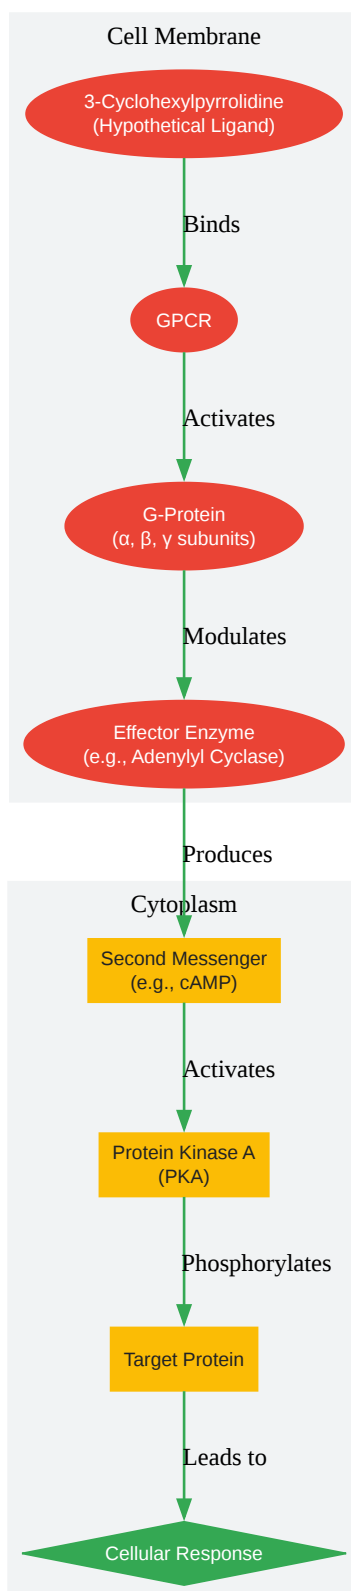 Cell Membrane
3-Cyclohexylpyrrolidine
(Hypothetical Ligand)
Binds
GPCR
Activates
G-Protein
(α, β, γ subunits)
Modulates
Effector Enzyme
(e.g., Adenylyl Cyclase)
Produces
Cytoplasm
Second Messenger
(e.g., cAMP)
Activates
Protein Kinase A
(PKA)
Phosphorylates
Target Protein
Leads to
Cellular Response